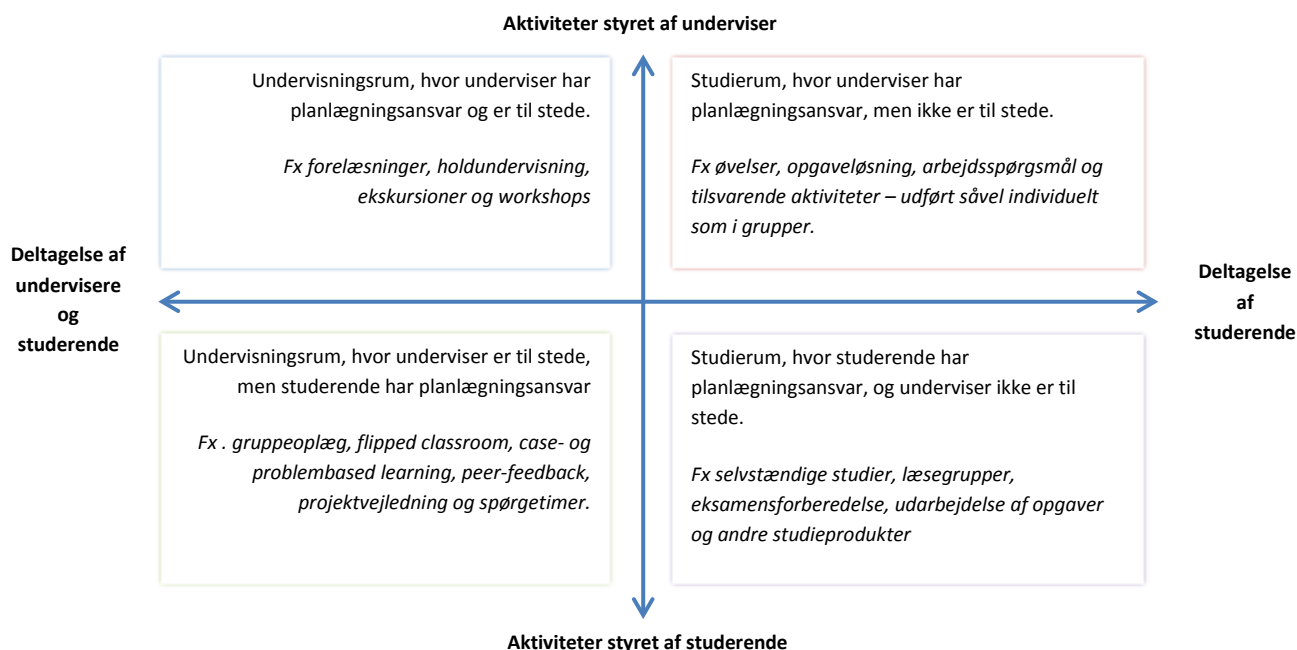 Aktiviteter styret af underviser
Undervisningsrum, hvor underviser har
planlægningsansvar og er til stede.
Fx forelæsninger, holdundervisning,
ekskursioner og workshops
Studierum, hvor underviser har
planlægningsansvar, men ikke er til stede.
Fx øvelser, opgaveløsning, arbejdsspørgsmål og
tilsvarende aktiviteter – udført såvel individuelt
som i grupper.
Deltagelse af
undervisere
og
studerende
Deltagelse
af
studerende
Undervisningsrum, hvor underviser er til stede,
men studerende har planlægningsansvar
Fx . gruppeoplæg, flipped classroom, case- og
problembased learning, peer-feedback,
projektvejledning og spørgetimer.
Studierum, hvor studerende har
planlægningsansvar, og underviser ikke er til
stede.
Fx selvstændige studier, læsegrupper,
eksamensforberedelse, udarbejdelse af opgaver
og andre studieprodukter
Aktiviteter styret af studerende